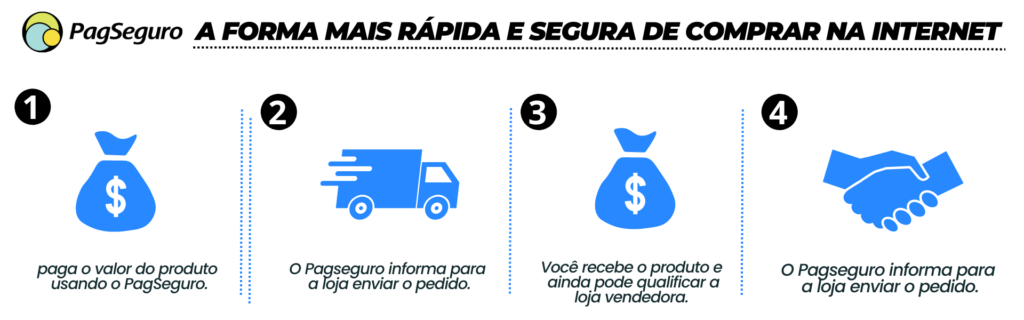 PagSeguro A FORMA MAIS RÁPIDA E SEGURA DE COMPRAR NA INTERNET
1
$
paga o valor do produto
usando o PagSeguro.
2
O Pagseguro informa para
a loja enviar o pedido.
3
$
Você recebe o produto e
ainda pode qualificar a
loja vendedora.
4
O Pagseguro informa para
a loja enviar o pedido.